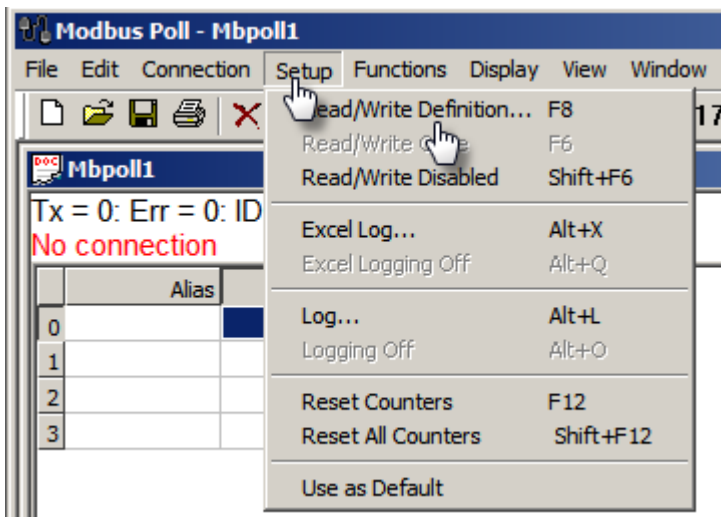 Modbus Poll - Mbpoll1
File Edit Connection Setup Functions Display View Window
17
Read/Write Definition... F8
Read/Write F6
Read/Write Disabled Shift+F6
Excel Log... Alt+X
Excel Logging Off Alt+Q
Log... Alt+L
Logging Off Alt+O
Reset Counters F12
Reset All Counters Shift+F12
Use as Default
DOC Mbpoll1
Tx = 0: Err = 0: ID
No connection
Alias
0
1
2
3